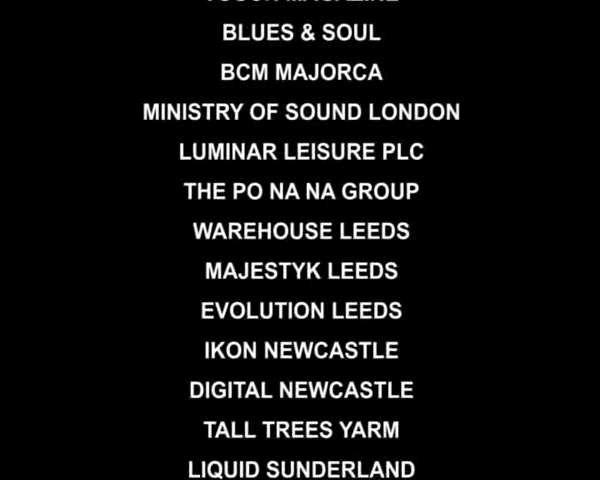 BLUES & SOUL
BCM MAJORCA
MINISTRY OF SOUND LONDON
LUMINAR LEISURE PLC
THE PO NA NA GROUP
WAREHOUSE LEEDS
MAJESTYK LEEDS
EVOLUTION LEEDS
IKON NEWCASTLE
DIGITAL NEWCASTLE
TALL TREES YARM
LIQUID SUNDERLAND